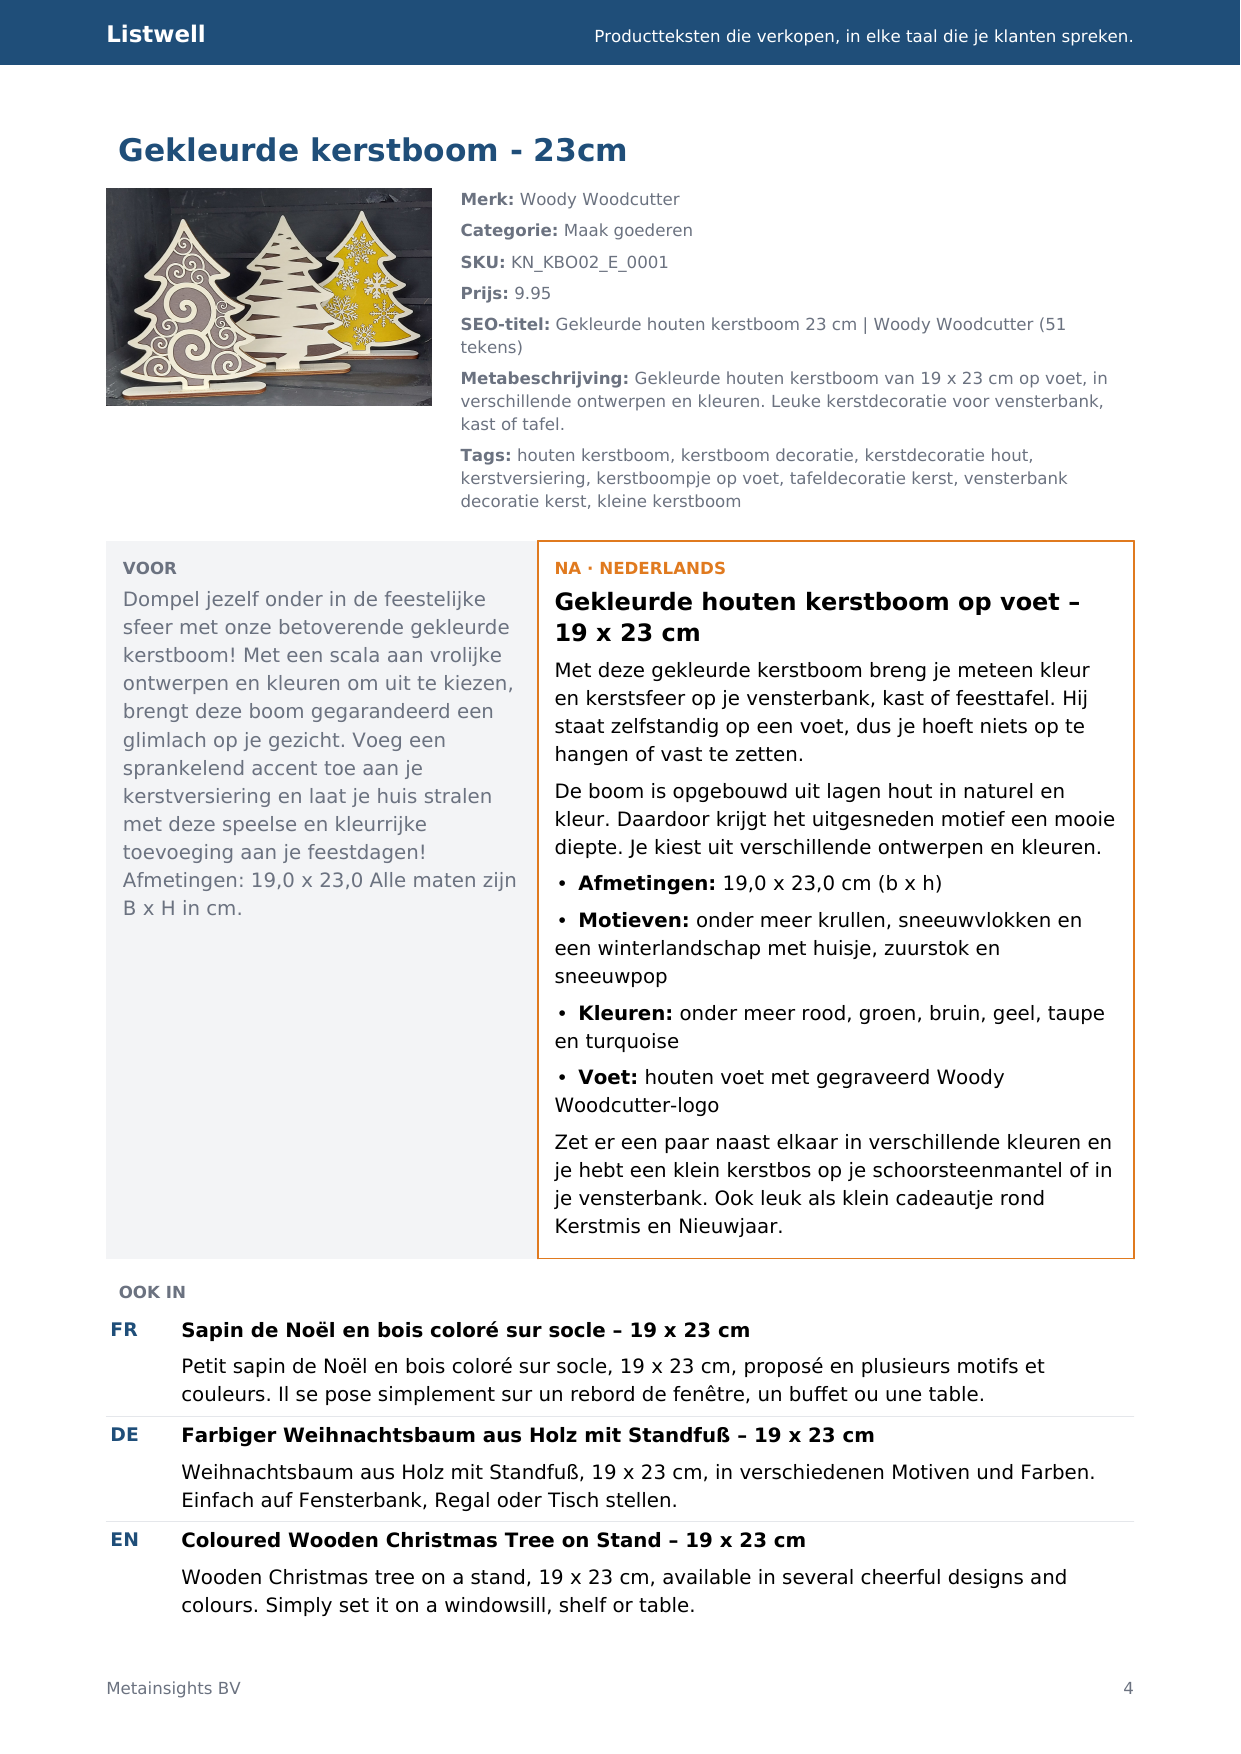 Listwell
Productteksten die verkopen, in elke taal die je klanten spreken.
Gekleurde kerstboom - 23cm
Merk: Woody Woodcutter
Categorie: Maak goederen
SKU: KN_KBO02_E_0001
Prijs: 9.95
SEO-titel: Gekleurde houten kerstboom 23 cm | Woody Woodcutter (51
tekens)
Metabeschrijving: Gekleurde houten kerstboom van 19 x 23 cm op voet, in
verschillende ontwerpen en kleuren. Leuke kerstdecoratie voor vensterbank,
kast of tafel.
Tags: houten kerstboom, kerstboom decoratie, kerstdecoratie hout,
kerstversiering, kerstboompje op voet, tafeldecoratie kerst, vensterbank
decoratie kerst, kleine kerstboom
VOOR
Dompel jezelf onder in de feestelijke
sfeer met onze betoverende gekleurde
kerstboom! Met een scala aan vrolijke
ontwerpen en kleuren om uit te kiezen,
brengt deze boom gegarandeerd een
glimlach op je gezicht. Voeg een
sprankelend accent toe aan je
kerstversiering en laat je huis stralen
met deze speelse en kleurrijke
toevoeging aan je feestdagen!
Afmetingen: 19,0 x 23,0 Alle maten zijn
B x H in cm.
NA · NEDERLANDS
Gekleurde houten kerstboom op voet –
19 x 23 cm
Met deze gekleurde kerstboom breng je meteen kleur
en kerstsfeer op je vensterbank, kast of feesttafel. Hij
staat zelfstandig op een voet, dus je hoeft niets op te
hangen of vast te zetten.
De boom is opgebouwd uit lagen hout in naturel en
kleur. Daardoor krijgt het uitgesneden motief een mooie
diepte. Je kiest uit verschillende ontwerpen en kleuren.
• Afmetingen: 19,0 x 23,0 cm (b x h)
• Motieven: onder meer krullen, sneeuwvlokken en
een winterlandschap met huisje, zuurstok en
sneeuwpop
• Kleuren: onder meer rood, groen, bruin, geel, taupe
en turquoise
• Voet: houten voet met gegraveerd Woody
Woodcutter-logo
Zet er een paar naast elkaar in verschillende kleuren en
je hebt een klein kerstbos op je schoorsteenmantel of in
je vensterbank. Ook leuk als klein cadeautje rond
Kerstmis en Nieuwjaar.
OOK IN
FR
Sapin de Noël en bois coloré sur socle – 19 x 23 cm
Petit sapin de Noël en bois coloré sur socle, 19 x 23 cm, proposé en plusieurs motifs et
couleurs. Il se pose simplement sur un rebord de fenêtre, un buffet ou une table.
DE
Farbiger Weihnachtsbaum aus Holz mit Standfuß – 19 x 23 cm
Weihnachtsbaum aus Holz mit Standfuß, 19 x 23 cm, in verschiedenen Motiven und Farben.
Einfach auf Fensterbank, Regal oder Tisch stellen.
EN
Coloured Wooden Christmas Tree on Stand – 19 x 23 cm
Wooden Christmas tree on a stand, 19 x 23 cm, available in several cheerful designs and
colours. Simply set it on a windowsill, shelf or table.
Metainsights BV
4